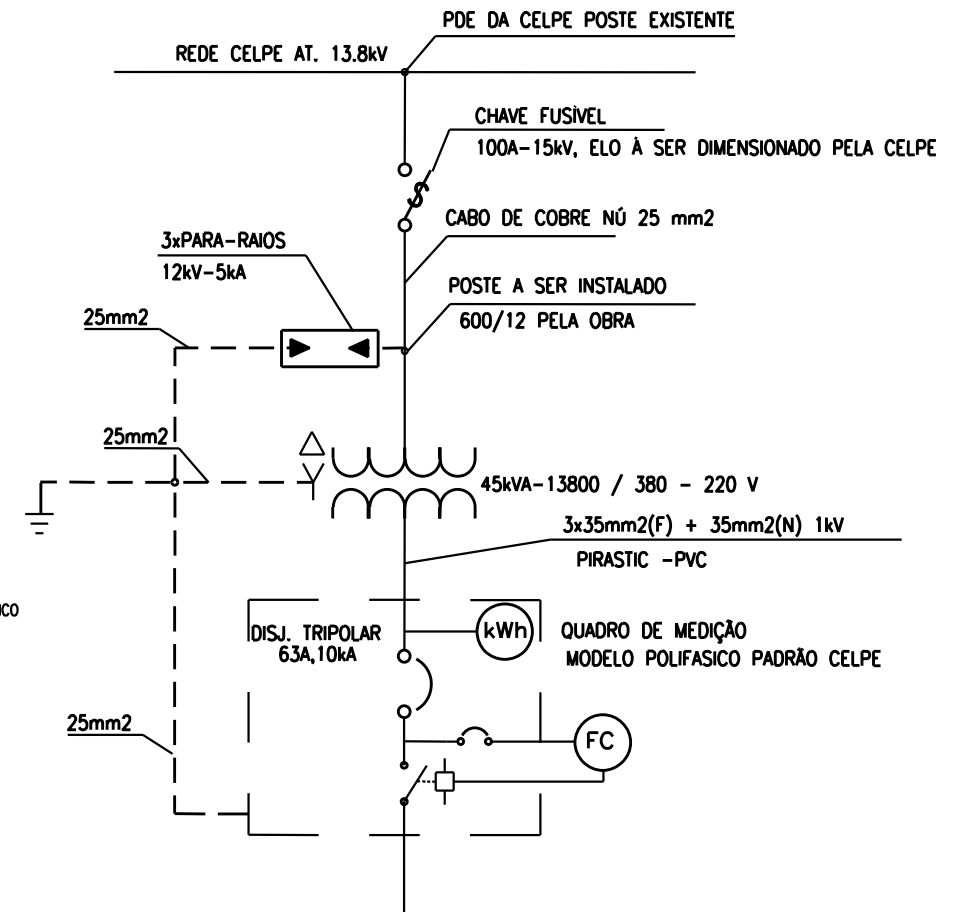 PDE DA CELPE POSTE EXISTENTE
REDE CELPE AT. 13.8kV
CHAVE FUSÍVEL
100A-15kV, ELO À SER DIMENSIONADO PELA CELPE
CABO DE COBRE NÚ 25 mm2
3xPARA-RAIOS
12kV-5kA
POSTE A SER INSTALADO
600/12 PELA OBRA
25mm2
25mm2
45kVA-13800 / 380 - 220 V
3x35mm2(F) + 35mm2(N) 1kV
PIRASTIC -PVC
DISJ. TRIPOLAR
63A,10kA
kWh
QUADRO DE MEDIÇÃO
MODELO POLIFASICO PADRÃO CELPE
25mm2
FC